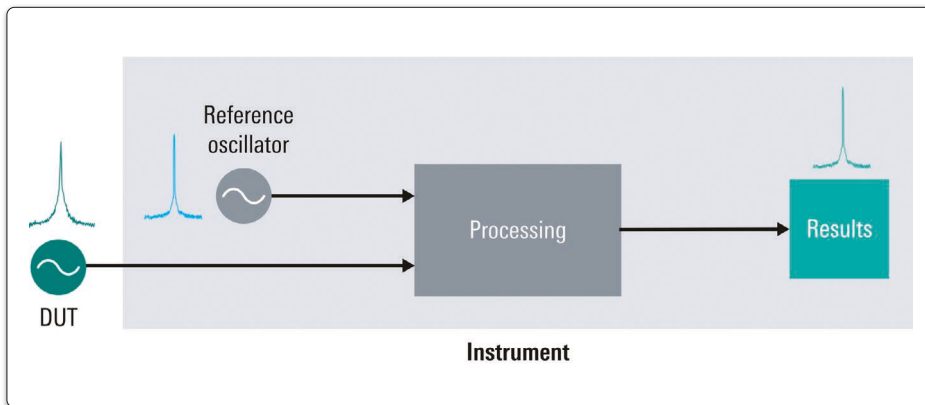 Reference
oscillator
Processing
Results
DUT
Instrument